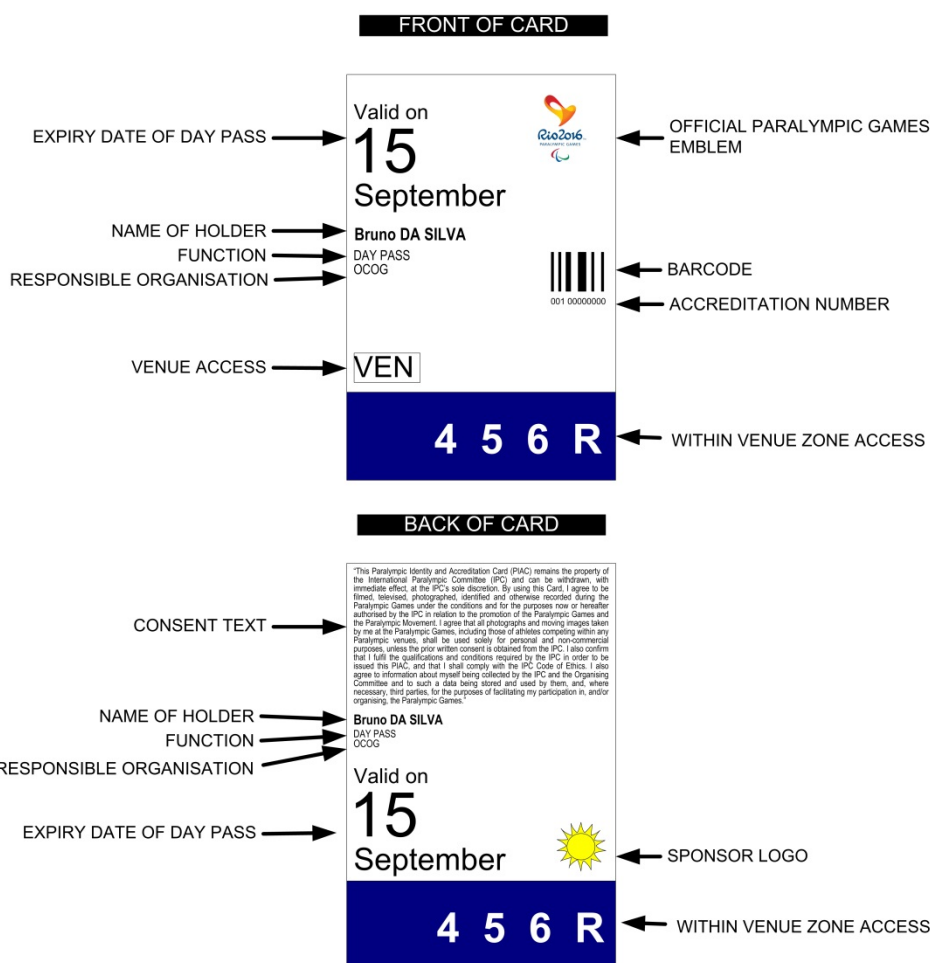 FRONT OF CARD
Valid on
15
September
EXPIRY DATE OF DAY PASS
Rio2016
PARALYMPIC GAMES
OFFICIAL PARALYMPIC GAMES
EMBLEM
NAME OF HOLDER
Bruno DA SILVA
FUNCTION
DAY PASS
RESPONSIBLE ORGANISATION
OCOG
BARCODE
001 00000000
ACCREDITATION NUMBER
VENUE ACCESS
VEN
4 5 6 R
WITHIN VENUE ZONE ACCESS
BACK OF CARD
"This Paralympic Identity and Accreditation Card (PIAC) remains the property of
the International Paralympic Committee (IPC) and can be withdrawn, with
immediate effect, at the IPC's sole discretion. By using this Card, I agree to be
filmed, televised, photographed, identified and otherwise recorded during the
Paralympic Games under the conditions and for the purposes now or hereafter
authorised by the IPC in relation to the promotion of the Paralympic Games and
the Paralympic Movement. I agree that all photographs and moving images taken
by me at the Paralympic Games, including those of athletes competing within any
Paralympic venues, shall be used solely for personal and non-commercial
purposes, unless the prior written consent is obtained from the IPC. I also confirm
that I fulfil the qualifications and conditions required by the IPC in order to be
issued this PIAC, and that I shall comply with the IPC Code of Ethics. I also
agree to information about myself being collected by the IPC and the Organising
Committee and to such a data being stored and used by them, and, where
necessary, third parties, for the purposes of facilitating my participation in, and/or
organising, the Paralympic Games."
CONSENT TEXT
NAME OF HOLDER
Bruno DA SILVA
FUNCTION
DAY PASS
RESPONSIBLE ORGANISATION
OCOG
Valid on
15
September
EXPIRY DATE OF DAY PASS
SPONSOR LOGO
4 5 6 R
WITHIN VENUE ZONE ACCESS